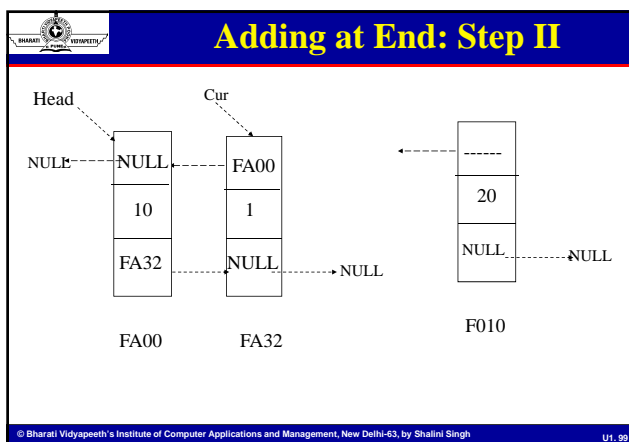 BHARATI VIDYAPEETH
PUNE
Adding at End: Step II
Head
Cur
NULL
NULL
10
FA32
FA00
FA00
1
NULL
NULL
FA32
------
20
NULL
NULL
F010
© Bharati Vidyapeeth's Institute of Computer Applications and Management, New Delhi-63, by Shalini Singh
U1. 99